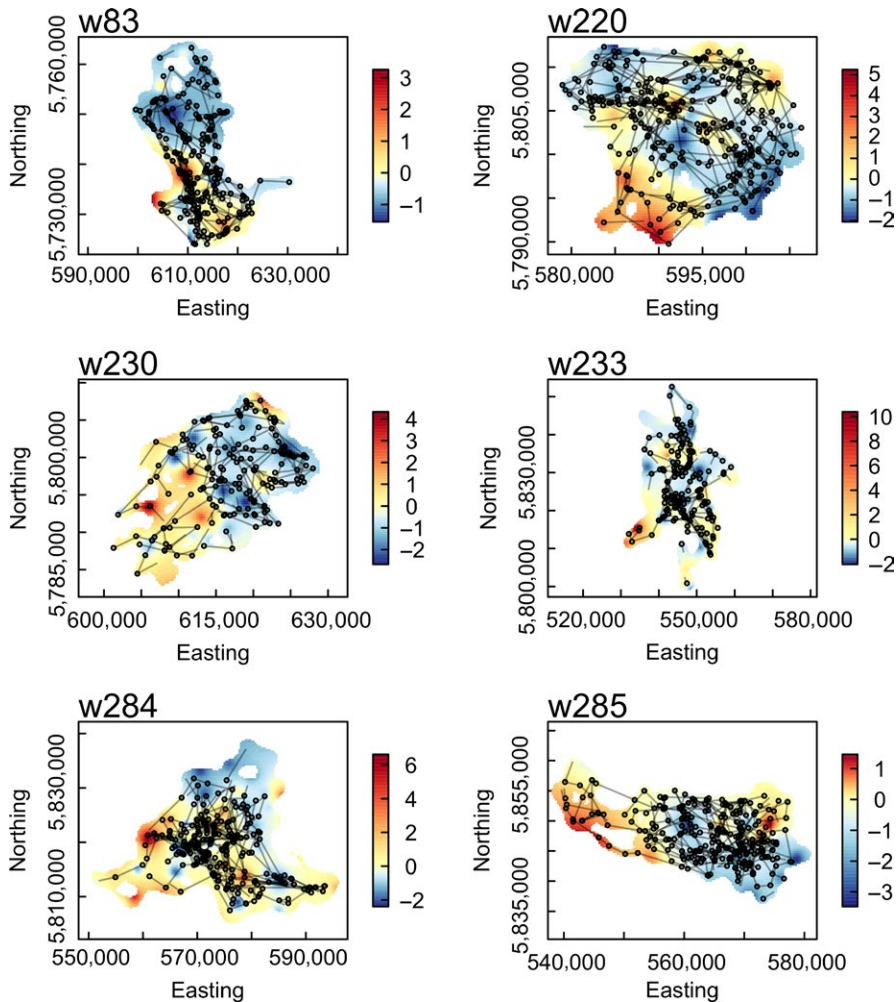 w83
w220
5,760,000
5,730,000
Northing
590,000 610,000 630,000
Easting
3
2
1
0
–1
5,805,000
5,790,000
Northing
580,000 595,000
Easting
5
4
3
2
1
0
–1
–2
w230
w233
5,800,000
5,785,000
Northing
600,000 615,000 630,000
Easting
4
3
2
1
0
–1
–2
5,830,000
5,800,000
Northing
520,000 550,000 580,000
Easting
10
8
6
4
2
0
–2
w284
w285
5,830,000
5,810,000
Northing
550,000 570,000 590,000
Easting
6
4
2
0
–2
5,855,000
5,835,000
Northing
540,000 560,000 580,000
Easting
1
0
–1
–2
–3